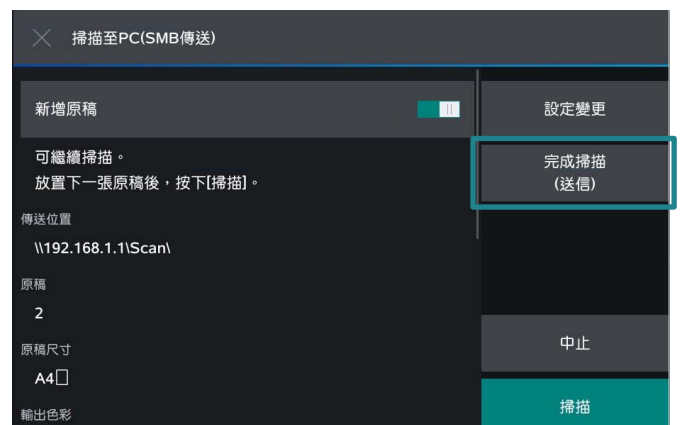 掃描至PC(SMB傳送)
新增原稿
可繼續掃描。
放置下一張原稿後，按下[掃描]。
傳送位置
\\192.168.1.1\Scan\
原稿
2
原稿尺寸
A4
輸出色彩
設定變更
完成掃描
(送信)
中止
掃描